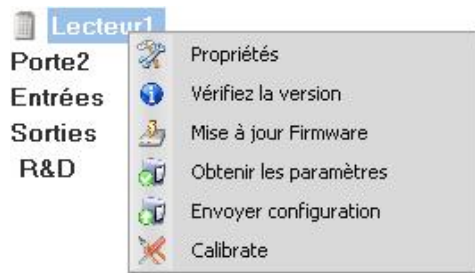 Lecteur1
Porte2
Entrées
Sorties
R&D
Propriétés
Vérifiez la version
Mise à jour Firmware
Obtenir les paramètres
Envoyer configuration
Calibrate